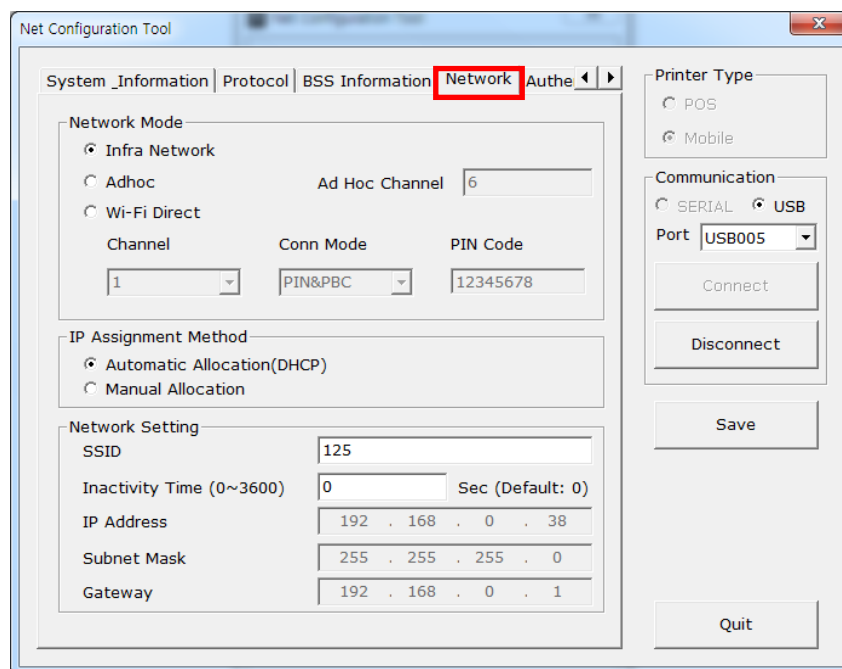 Net Configuration Tool
System _Information Protocol BSS Information Network Authe
Network Mode
Infra Network
Adhoc Ad Hoc Channel 6
Wi-Fi Direct
Channel Conn Mode PIN Code
1 PIN&PBC 12345678
IP Assignment Method
Automatic Allocation(DHCP)
Manual Allocation
Network Setting
SSID 125
Inactivity Time (0~3600) 0 Sec (Default: 0)
IP Address 192 . 168 . 0 . 38
Subnet Mask 255 . 255 . 255 . 0
Gateway 192 . 168 . 0 . 1
Printer Type
POS
Mobile
Communication
SERIAL USB
Port USB005
Connect
Disconnect
Save
Quit